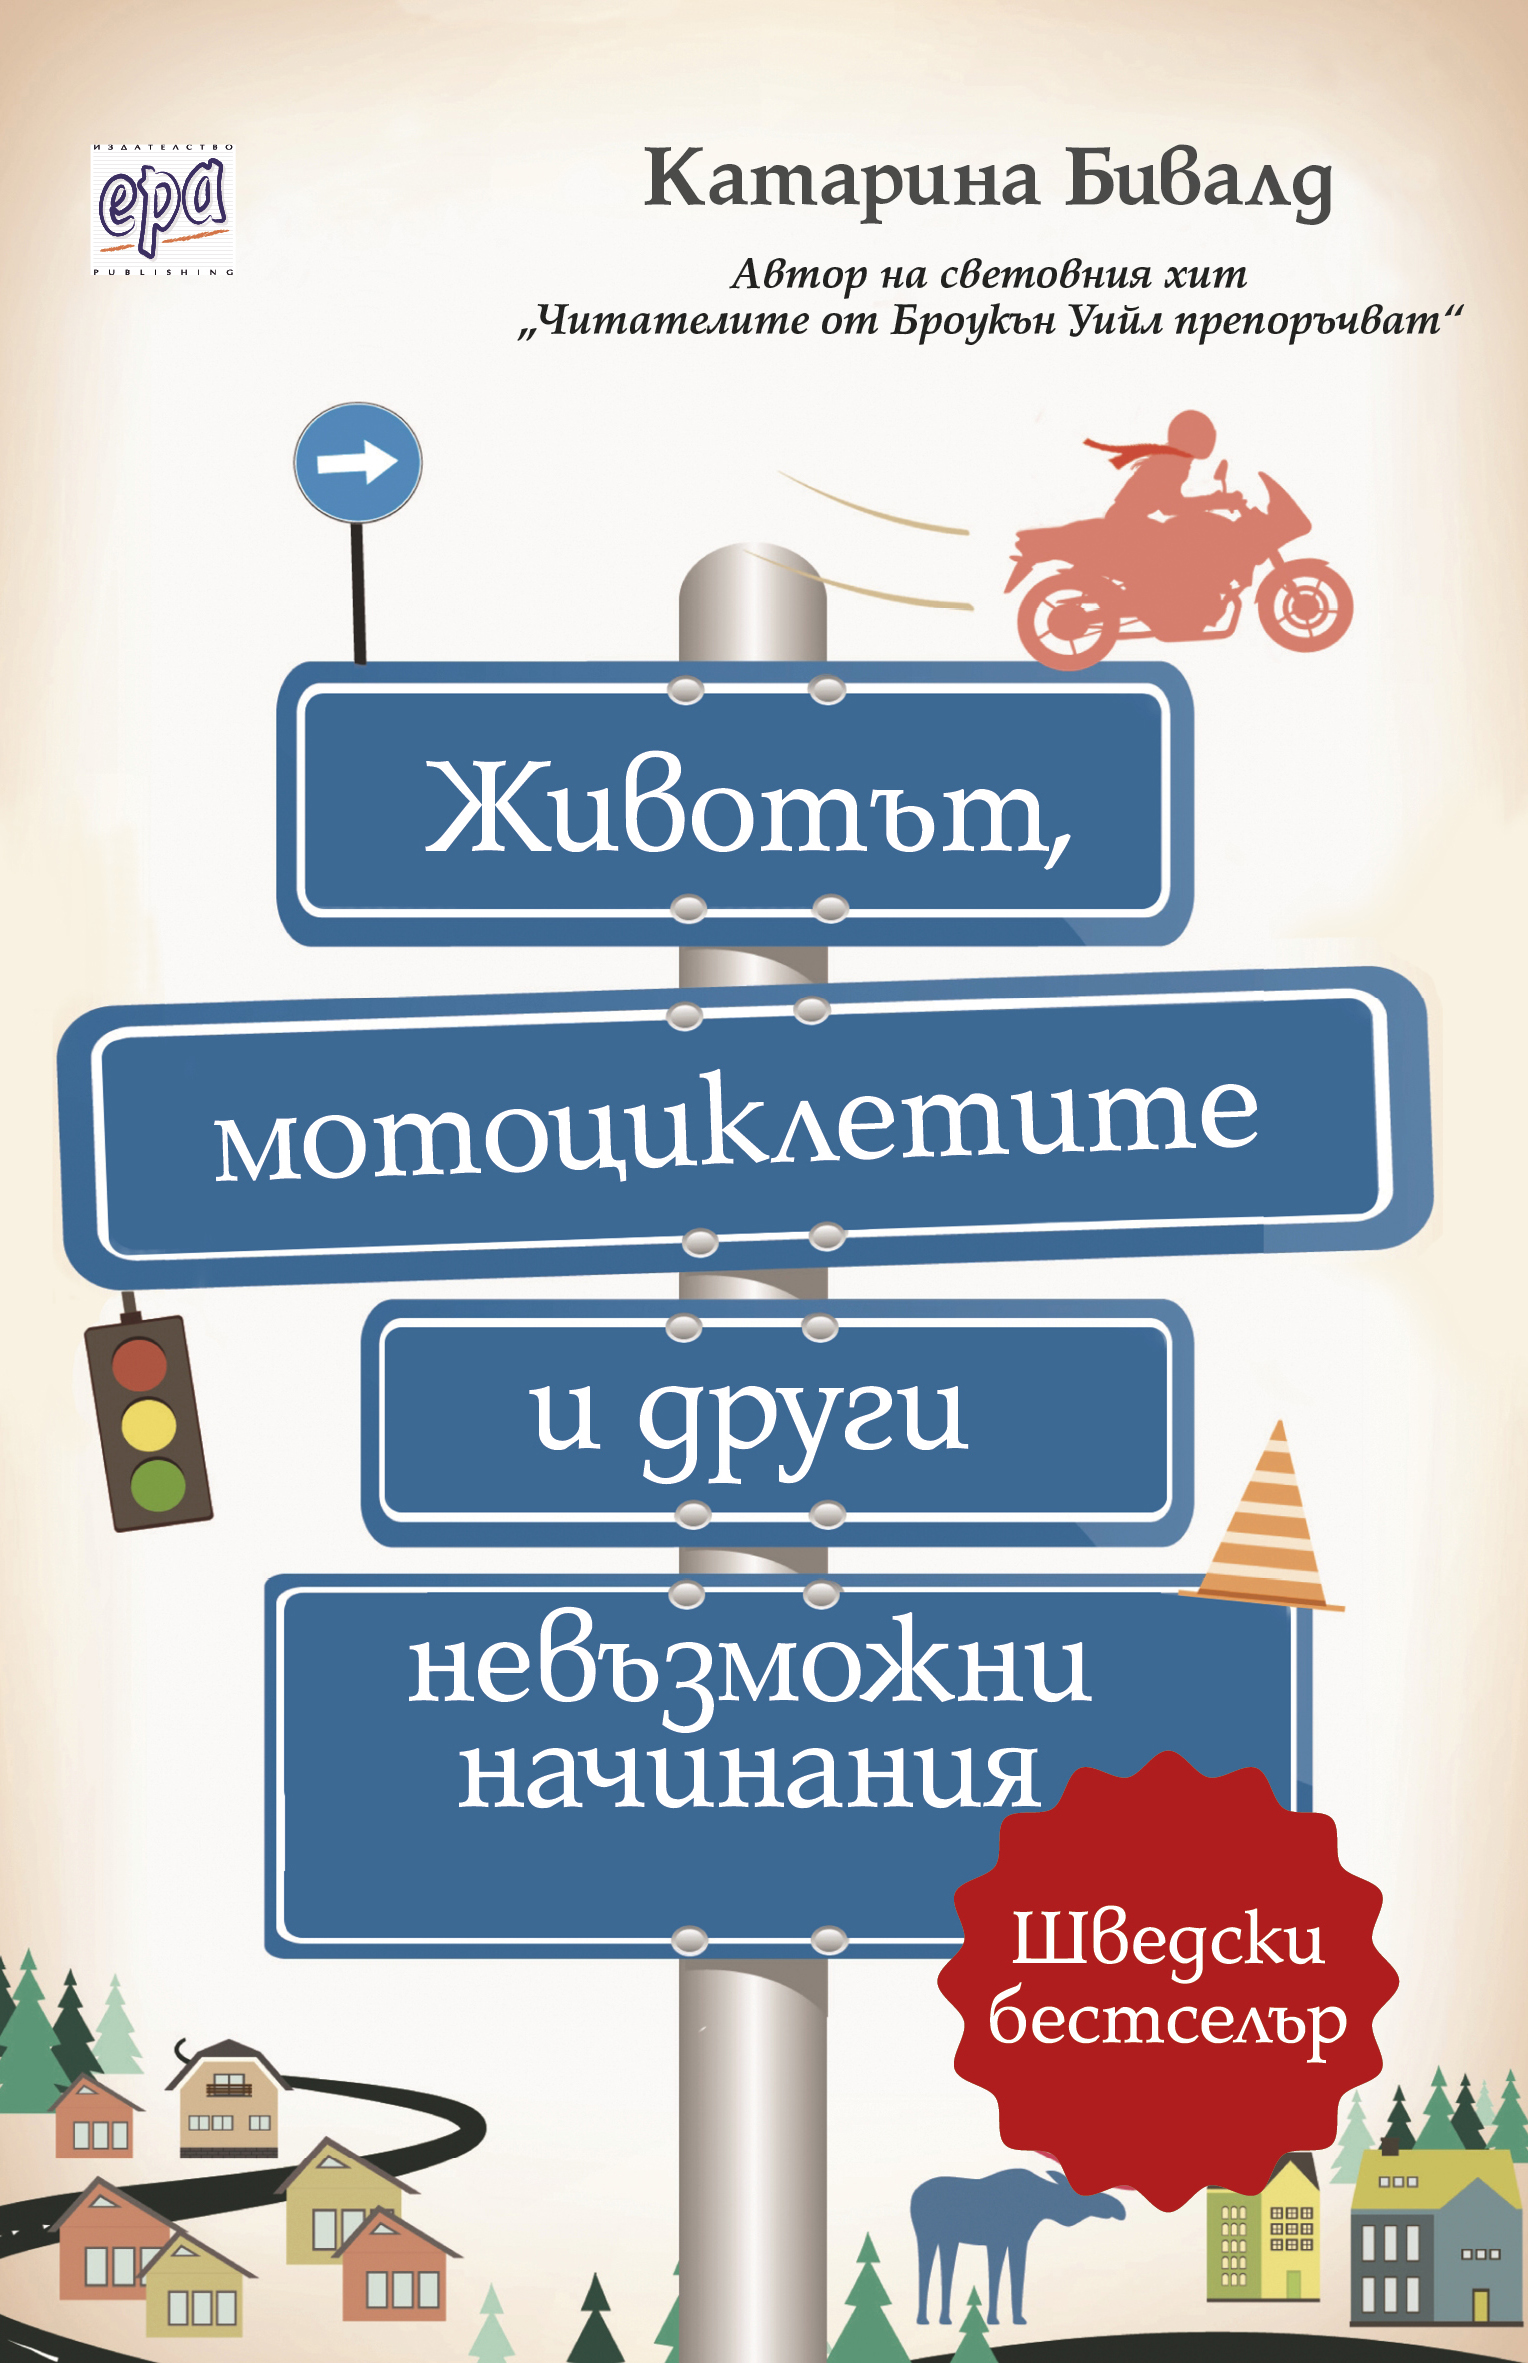 ИЗДАТЕЛСТВО
ера
PUBLISHING
Катарина Бивалд
Автор на световния хит
„Читателите от Броукън Уийл препоръчват“
Животът,
мотоциклетите
и други
невъзможни
начинания
Шведски
бестселър